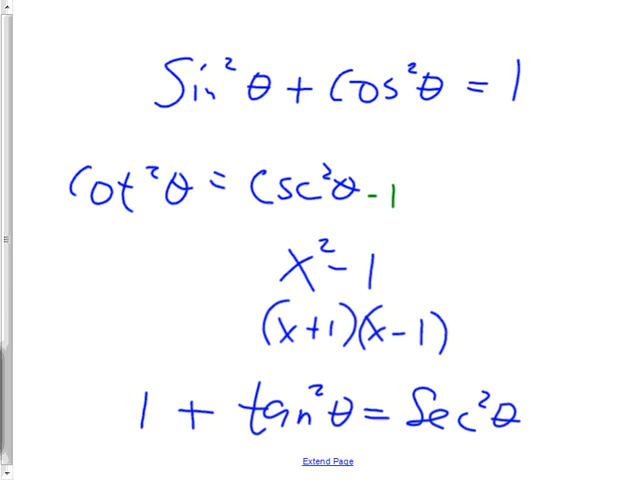 Sin²θ + Cos²θ = 1
Cot²θ = Csc²θ - 1
x² - 1
(x+1)(x-1)
1 + tan²θ = Sec²θ
Extend Page